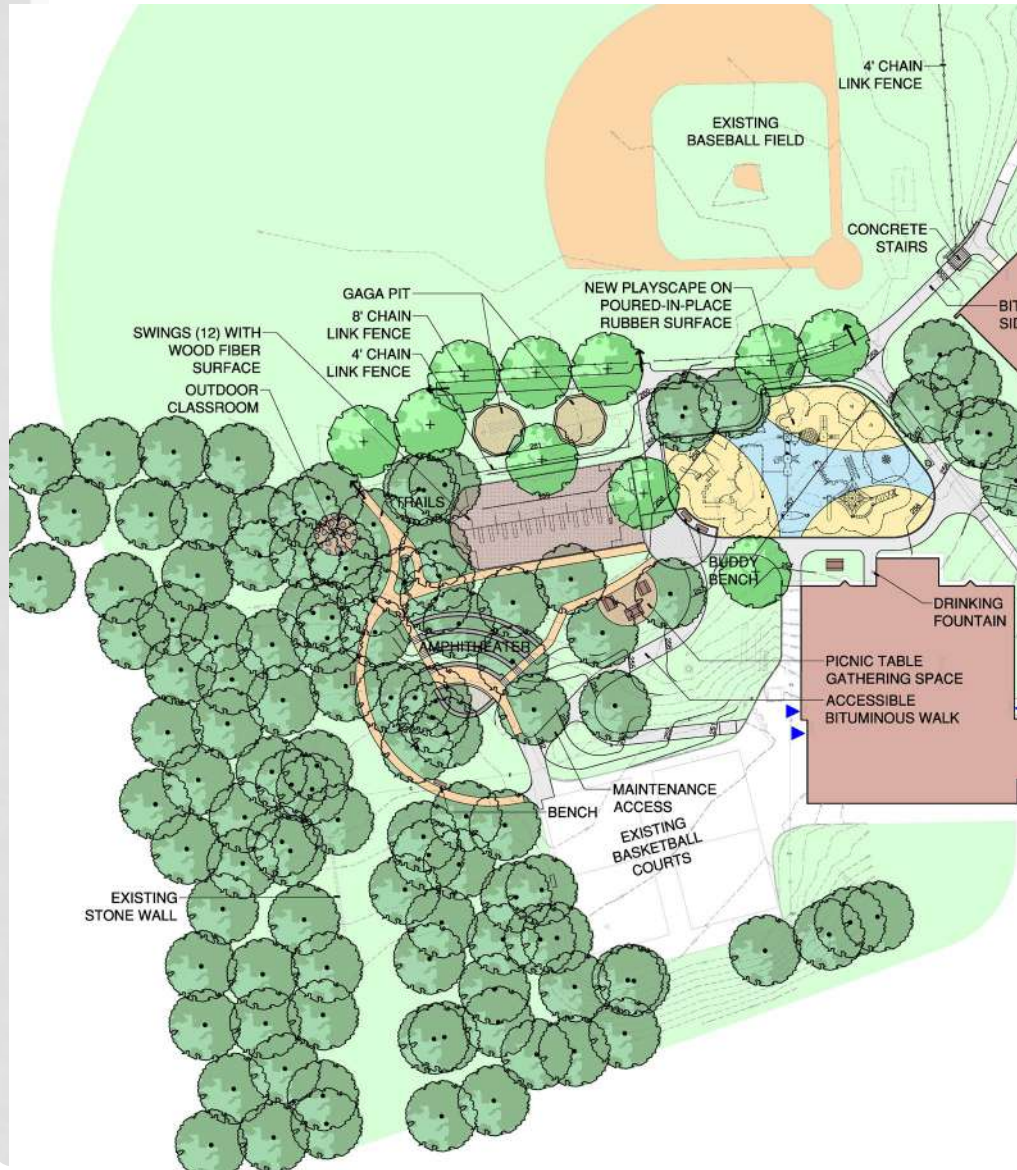 4' CHAIN
LINK FENCE
EXISTING
BASEBALL FIELD
CONCRETE
STAIRS
GAGA PIT
8' CHAIN
LINK FENCE
4' CHAIN
LINK FENCE
NEW PLAYSCAPE ON
POURED-IN-PLACE
RUBBER SURFACE
BIT
SID
SWINGS (12) WITH
WOOD FIBER
SURFACE
OUTDOOR
CLASSROOM
TRAILS
BUDDY
BENCH
DRINKING
FOUNTAIN
AMPHITHEATER
PICNIC TABLE
GATHERING SPACE
ACCESSIBLE
BITUMINOUS WALK
MAINTENANCE
ACCESS
BENCH
EXISTING
BASKETBALL
COURTS
EXISTING
STONE WALL